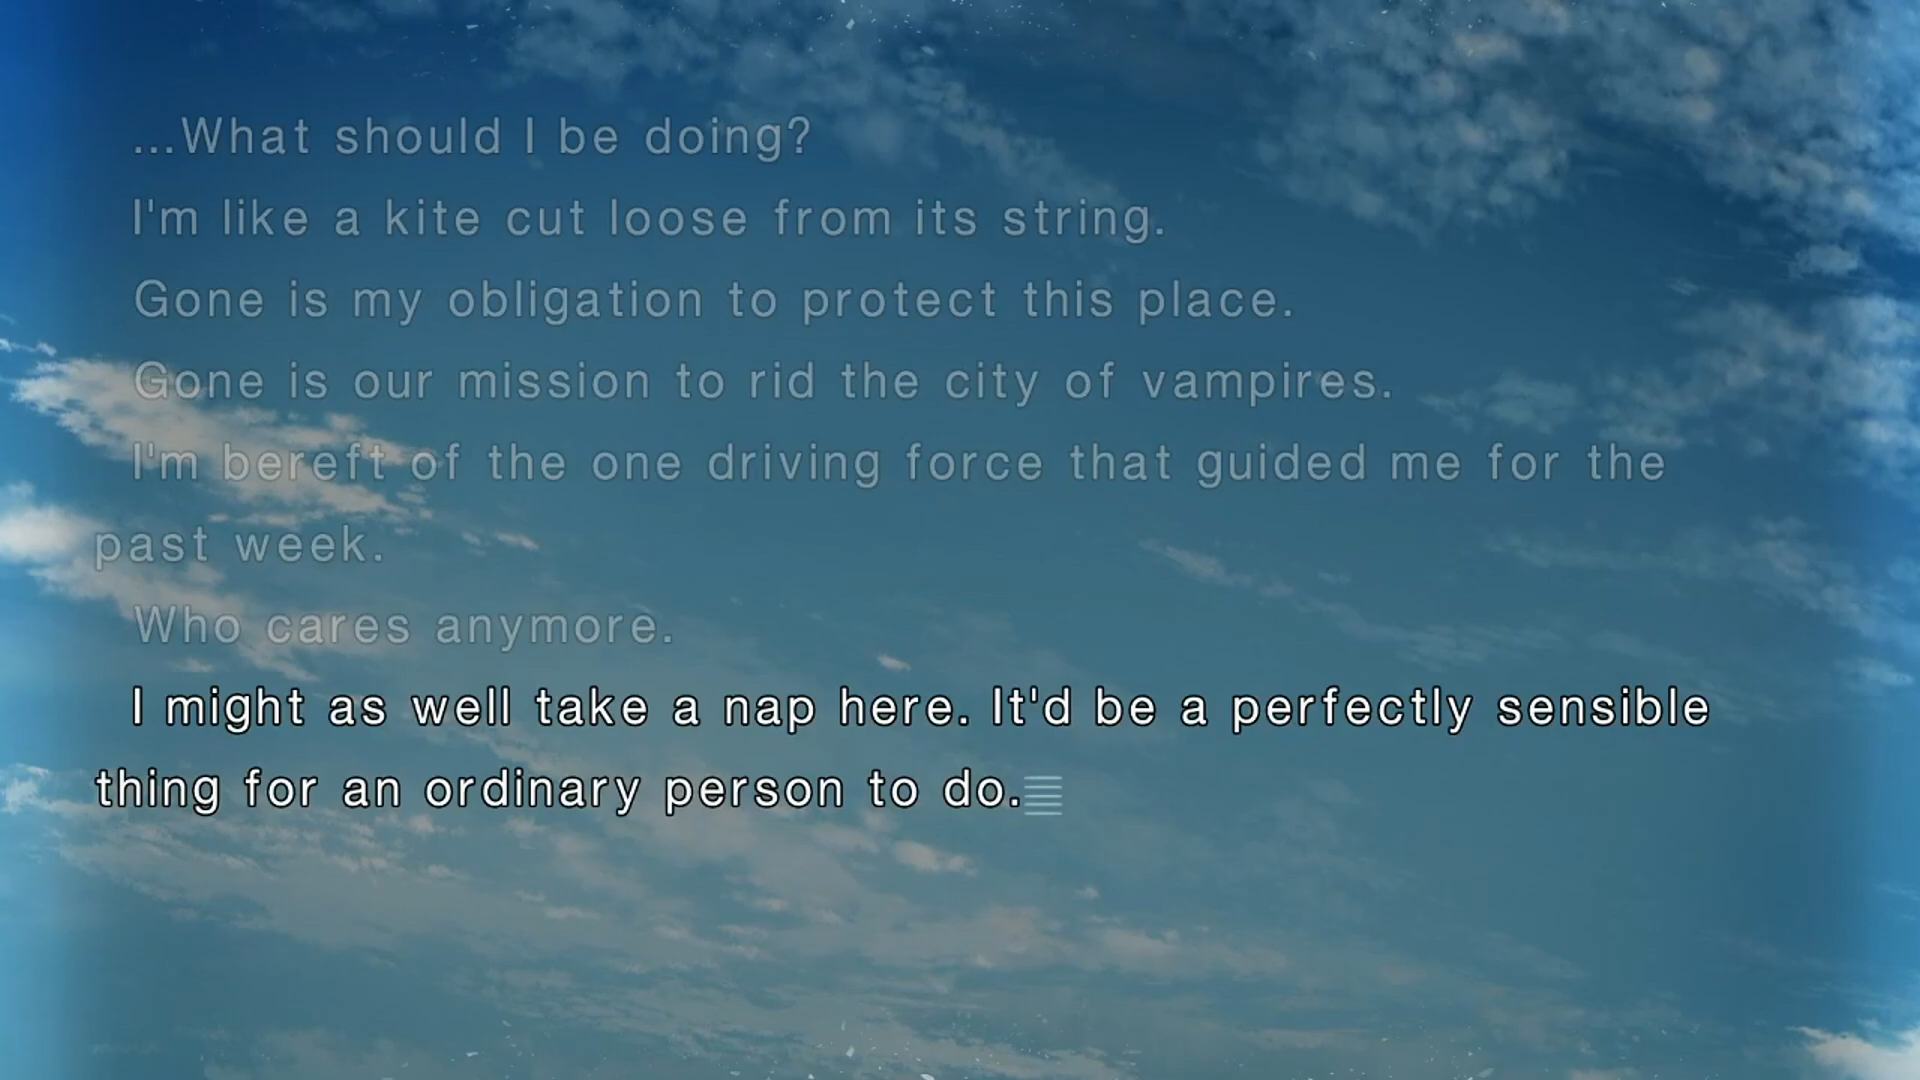 ...What should I be doing?
I'm like a kite cut loose from its string.
Gone is my obligation to protect this place.
Gone is our mission to rid the city of vampires.
I'm bereft of the one driving force that guided me for the
past week.
Who cares anymore.
I might as well take a nap here. It'd be a perfectly sensible
thing for an ordinary person to do.